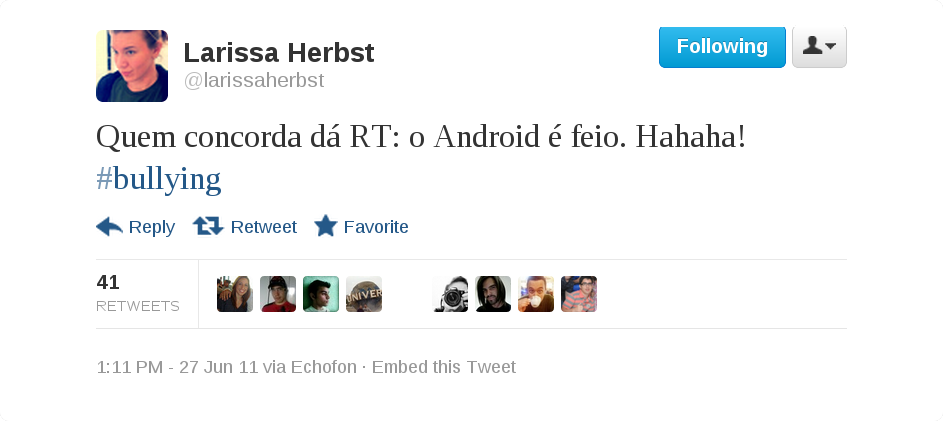 Larissa Herbst
@larissaherbst
Following
Quem concorda dá RT: o Android é feio. Hahaha!
#bullying
Reply Retweet Favorite
41
RETWEETS
UNIVER
1:11 PM - 27 Jun 11 via Echofon · Embed this Tweet